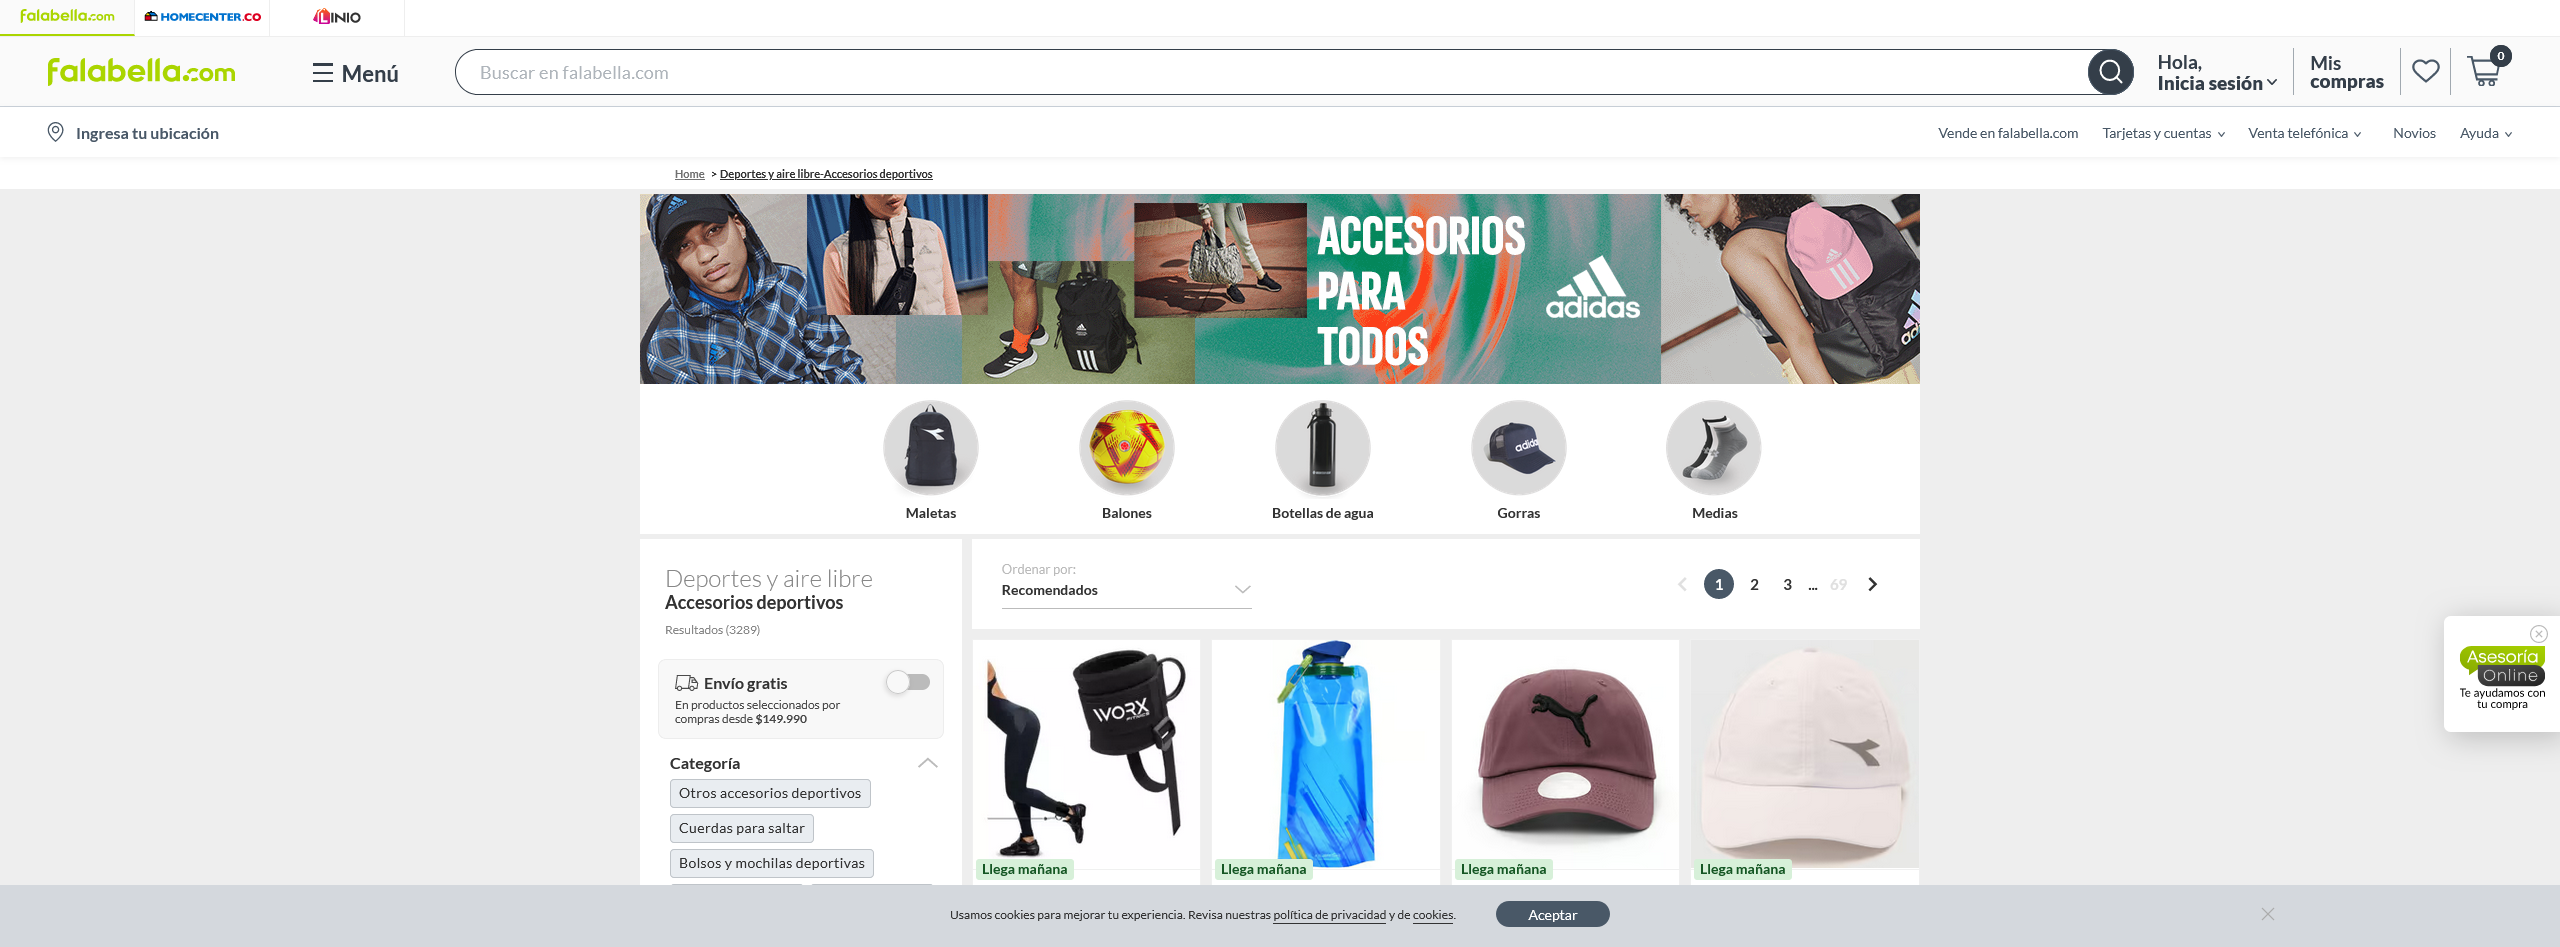 falabella.com
HOMECENTER.CO
LINIO
falabella.com
Menú
Buscar en falabella.com
Hola,
Inicia sesión
Mis
compras
0
Ingresa tu ubicación
Vende en falabella.com
Tarjetas y cuentas
Venta telefónica
Novios
Ayuda
Home > Deportes y aire libre-Accesorios deportivos
ACCESORIOS
PARA
TODOS
adidas
adidas
Maletas
Balones
Botellas de agua
Gorras
Medias
Deportes y aire libre
Accesorios deportivos
Resultados (3289)
Envío gratis
En productos seleccionados por
compras desde $149.990
Categoría
Otros accesorios deportivos
Cuerdas para saltar
Bolsos y mochilas deportivas
Ordenar por:
Recomendados
1 2 3 ... 69
WORX
FITNESS
Llega mañana
Llega mañana
Llega mañana
Llega mañana
Asesoría
Online
Te ayudamos con
tu compra
Usamos cookies para mejorar tu experiencia. Revisa nuestras política de privacidad y de cookies.
Aceptar